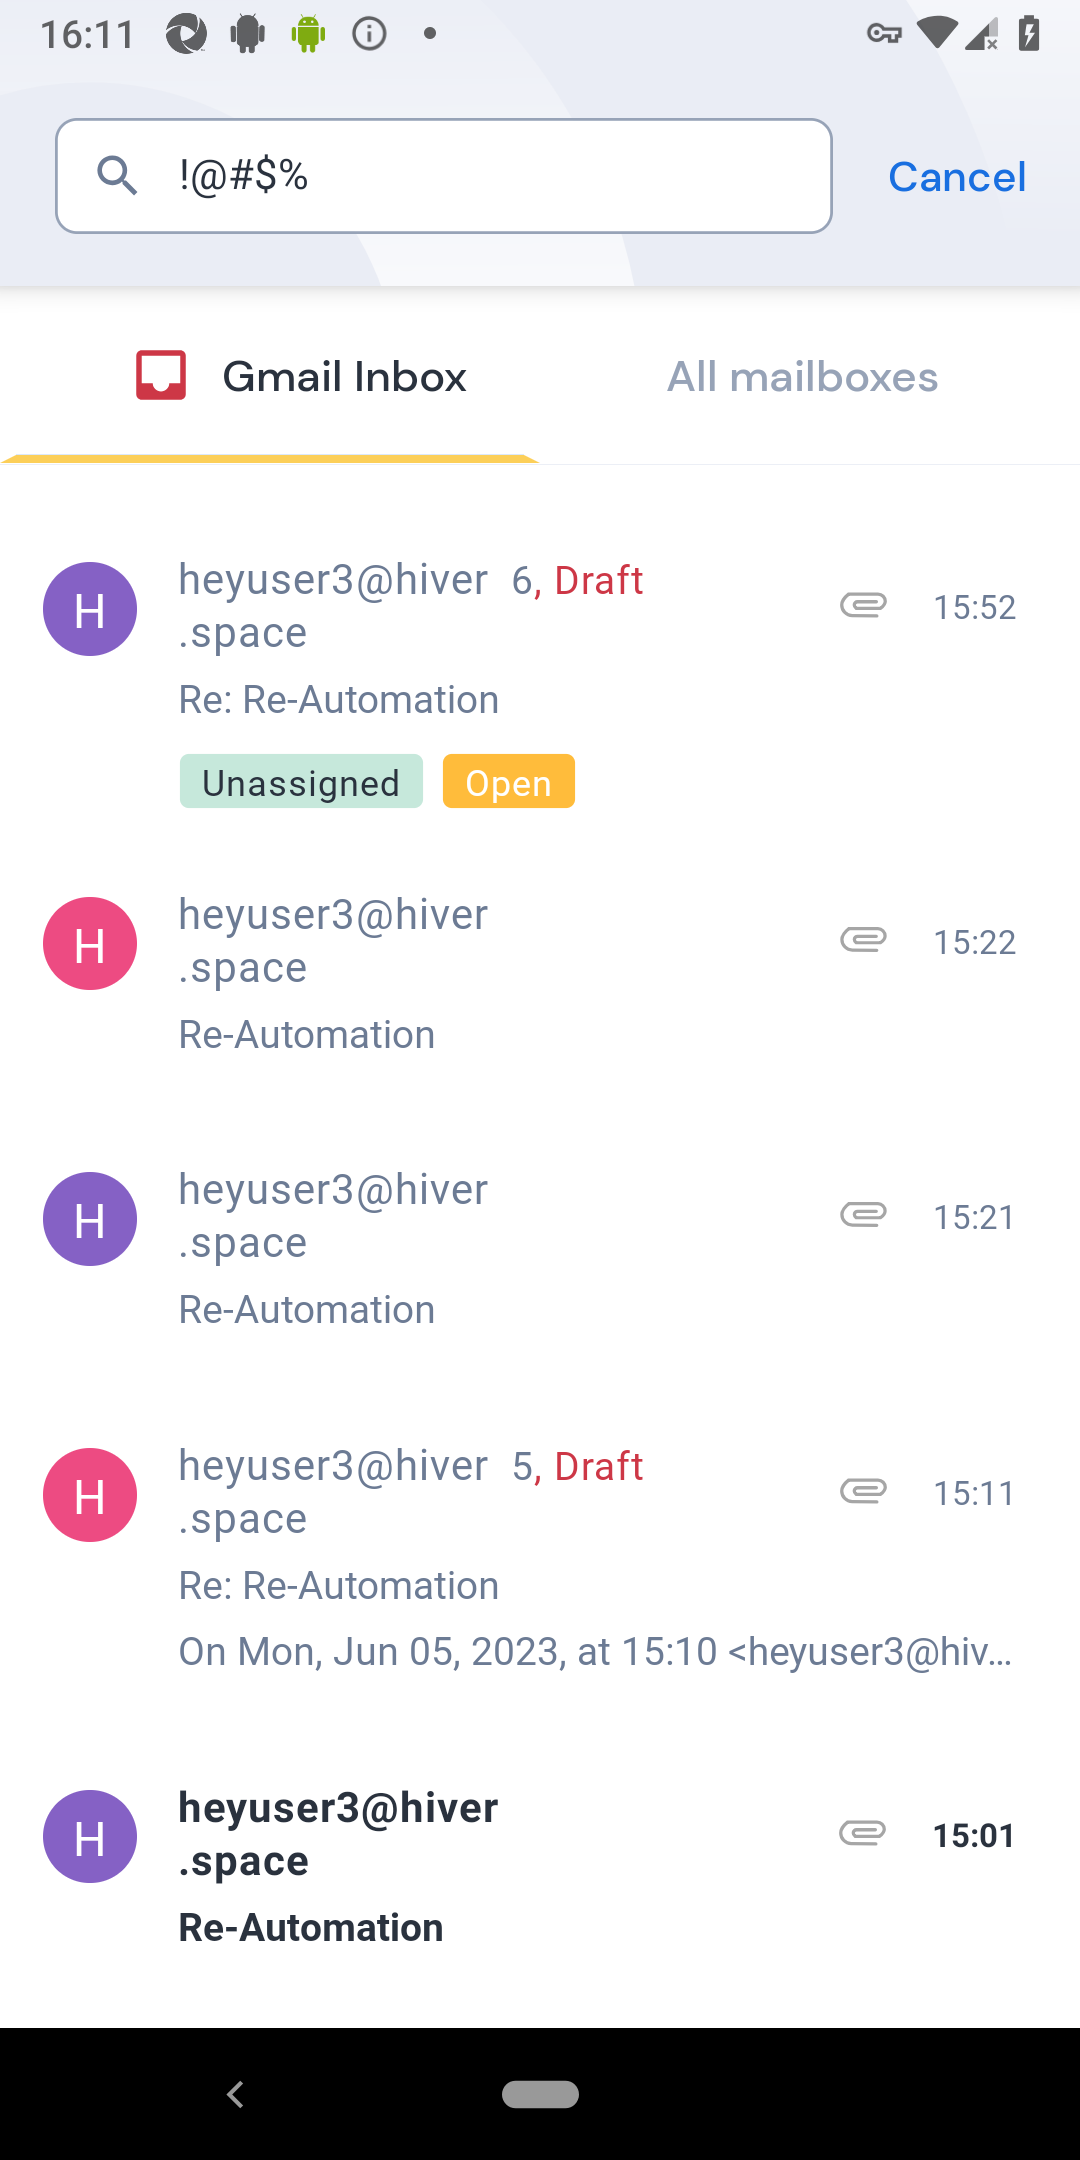 16:11
!@#$%
Cancel
Gmail Inbox
All mailboxes
H
heyuser3@hiver 6, Draft
.space
15:52
Re: Re-Automation
Unassigned Open
H
heyuser3@hiver
.space
15:22
Re-Automation
H
heyuser3@hiver
.space
15:21
Re-Automation
H
heyuser3@hiver 5, Draft
.space
15:11
Re: Re-Automation
On Mon, Jun 05, 2023, at 15:10 <heyuser3@hiv...
H
heyuser3@hiver
.space
15:01
Re-Automation